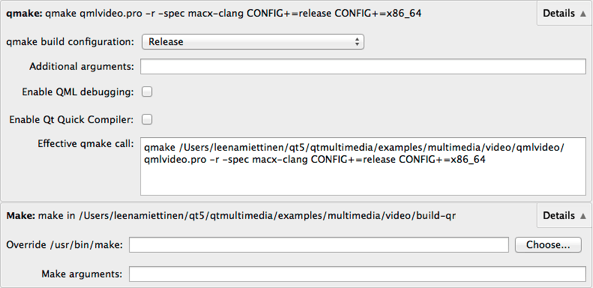 qmake: qmake qmlvideo.pro -r -spec macx-clang CONFIG+=release CONFIG+=x86_64 Details
qmake build configuration: Release
Additional arguments:
Enable QML debugging:
Enable Qt Quick Compiler:
Effective qmake call: qmake /Users/leenamiettinen/qt5/qtmultimedia/examples/multimedia/video/qmlvideo/
qmlvideo.pro -r -spec macx-clang CONFIG+=release CONFIG+=x86_64
Make: make in /Users/leenamiettinen/qt5/qtmultimedia/examples/multimedia/video/build-qr Details
Override /usr/bin/make: Choose...
Make arguments: